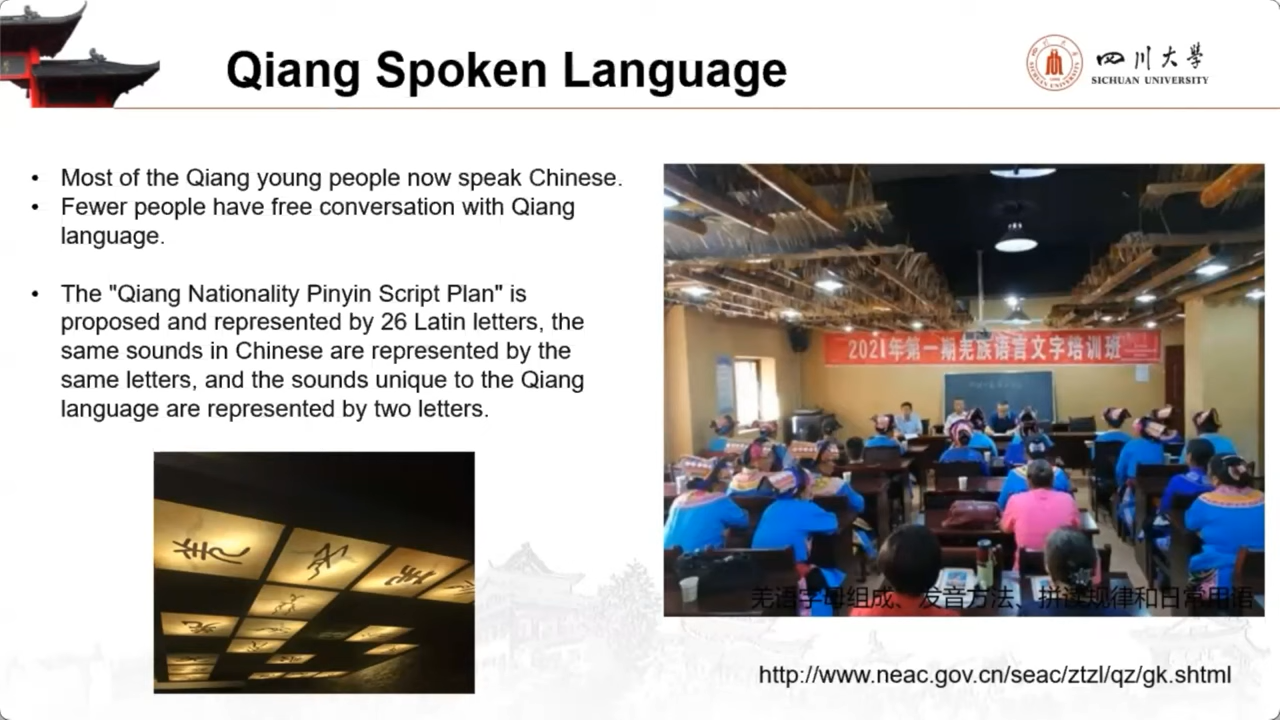 Qiang Spoken Language
四川大學
SICHUAN UNIVERSITY
SICHUAN UNIVERSITY
• Most of the Qiang young people now speak Chinese.
• Fewer people have free conversation with Qiang
language.
• The "Qiang Nationality Pinyin Script Plan" is
proposed and represented by 26 Latin letters, the
same sounds in Chinese are represented by the
same letters, and the sounds unique to the Qiang
language are represented by two letters.
2021年第一期羌族语言文字培训班
羌
羌语字母组成、发音方法、拼读规律和日常用语
http://www.neac.gov.cn/seac/ztzl/qz/gk.shtml